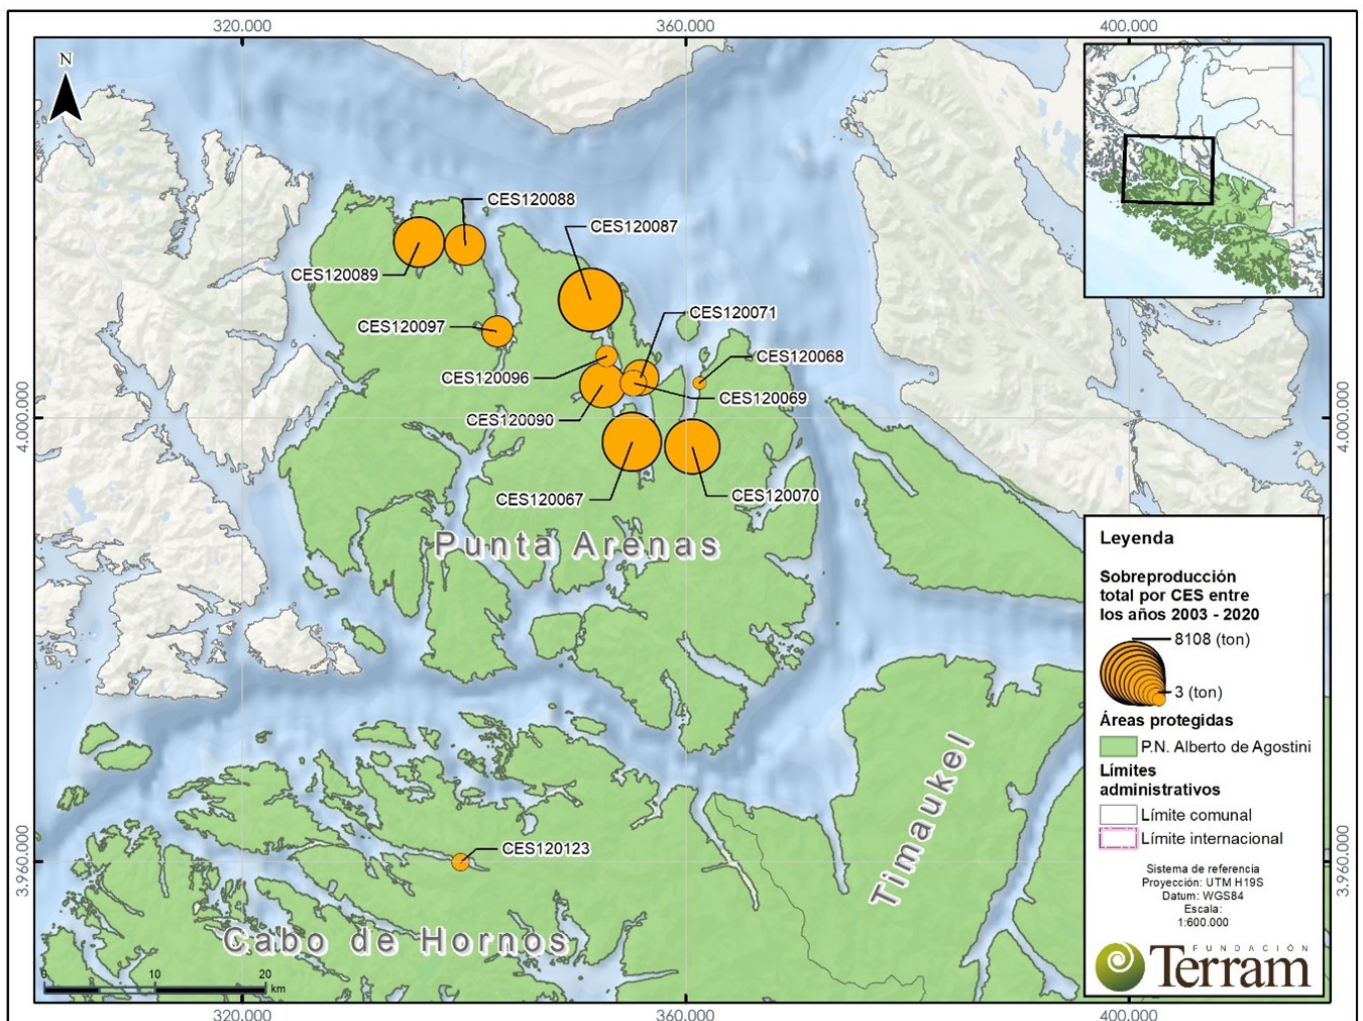 320.000
360.000
400.000
N
CES120088
CES120087
CES120089
CES120071
CES120097
CES120068
CES120096
CES120069
CES120090
4.000.000
4.000.000
CES120067
CES120070
Punta Arenas
Leyenda
Sobreproducción
total por CES entre
los años 2003 - 2020
8108 (ton)
3 (ton)
Áreas protegidas
P.N. Alberto de Agostini
Límites
administrativos
Límite comunal
Límite internacional
Sistema de referencia
Proyección: UTM H19S
Datum: WGS84
Escala:
1:600.000
FUNDACIÓN
Terram
Timaukel
CES120123
3.960.000
3.960.000
Cabo de Hornos
0 10 20
km
320.000
360.000
400.000